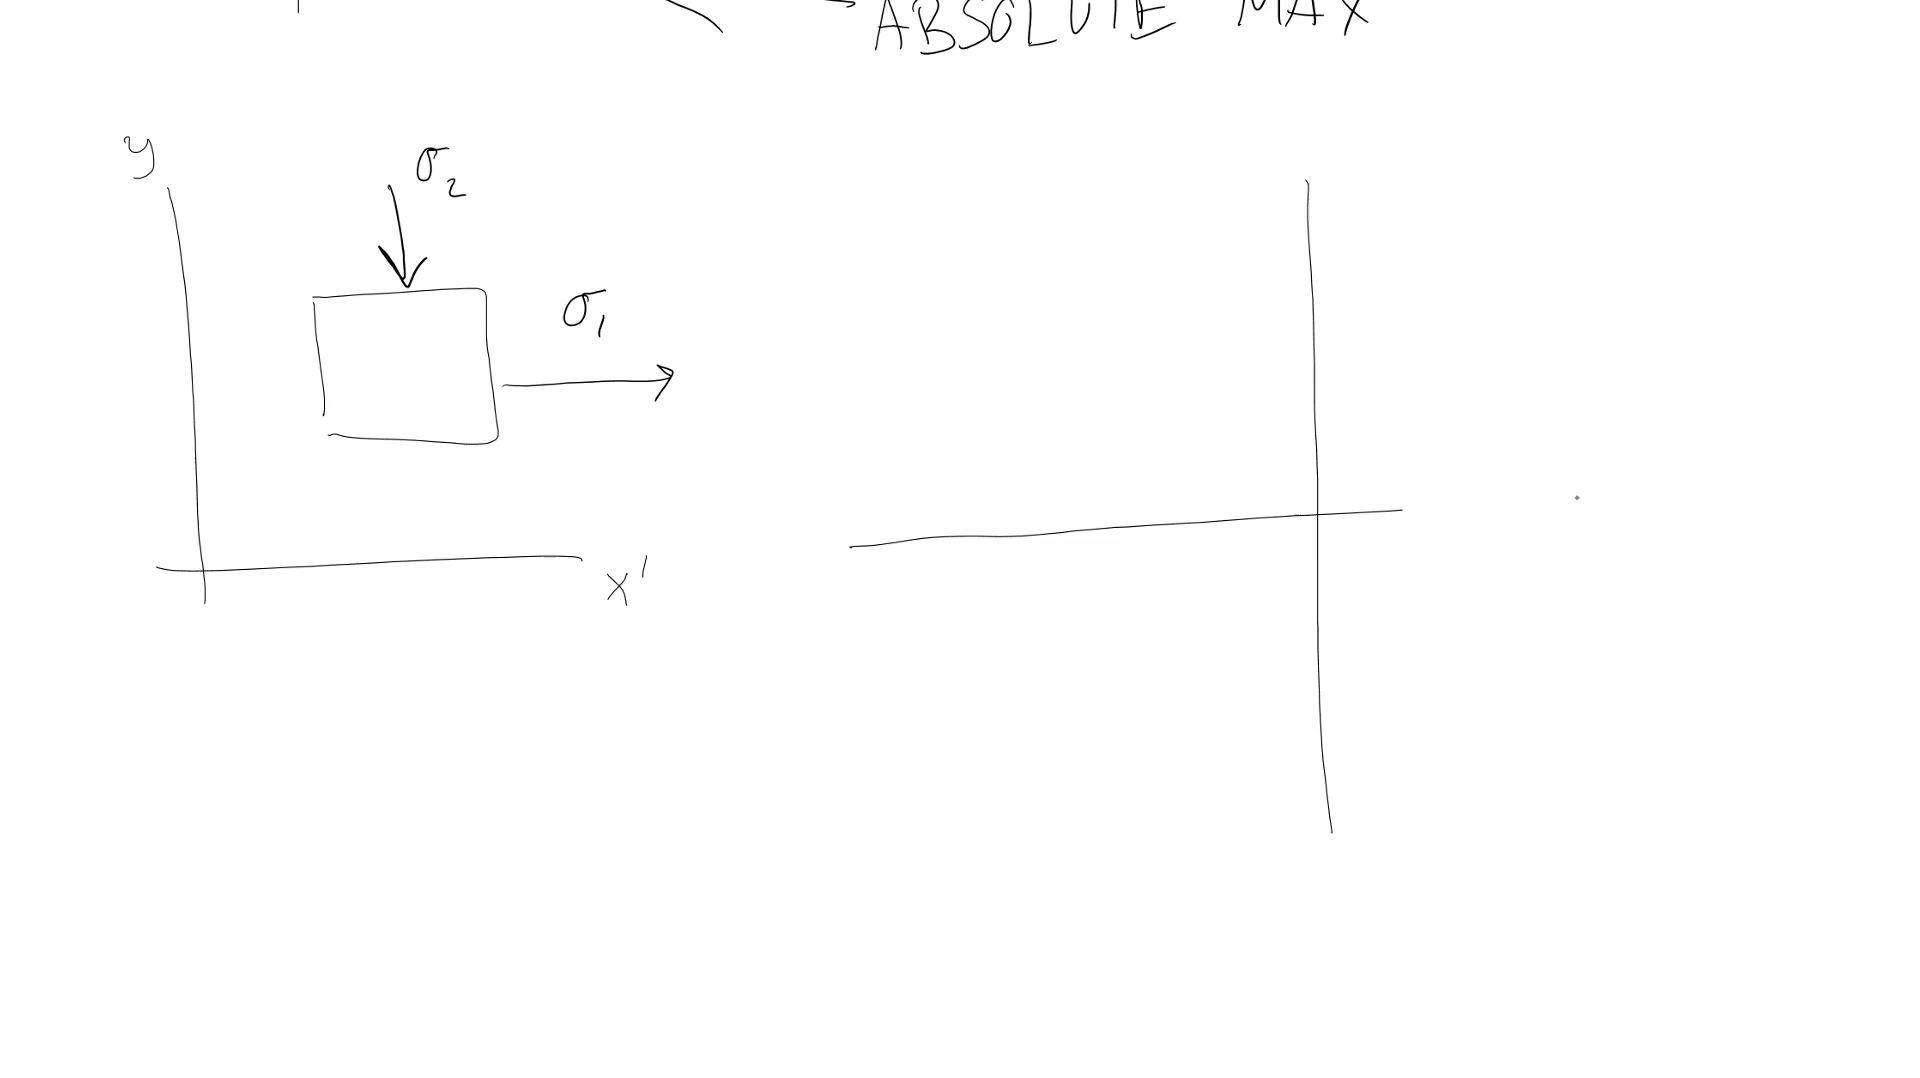 ABSOLUTE MAX
y
σ₂
σ₁
x'